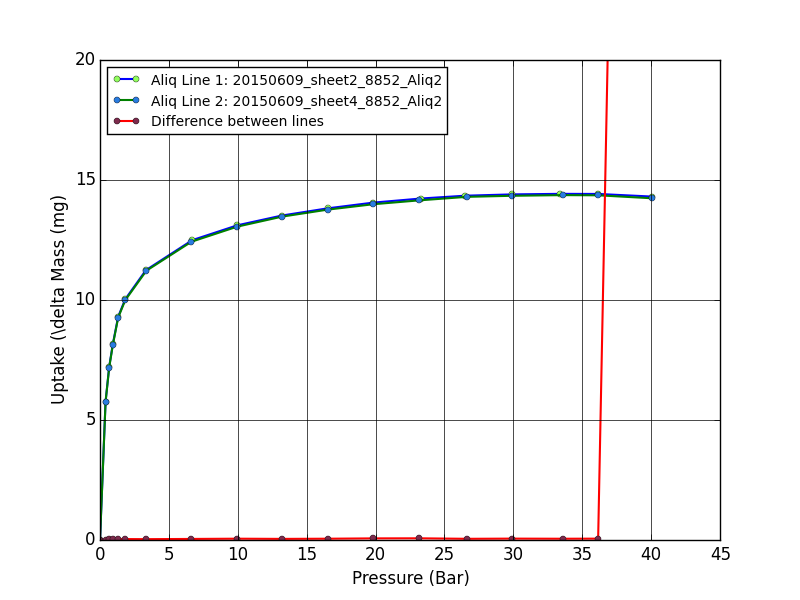 20
15
10
5
0
Uptake (\delta Mass (mg)
Aliq Line 1: 20150609_sheet2_8852_Aliq2
Aliq Line 2: 20150609_sheet4_8852_Aliq2
Difference between lines
0 5 10 15 20 25 30 35 40 45
Pressure (Bar)